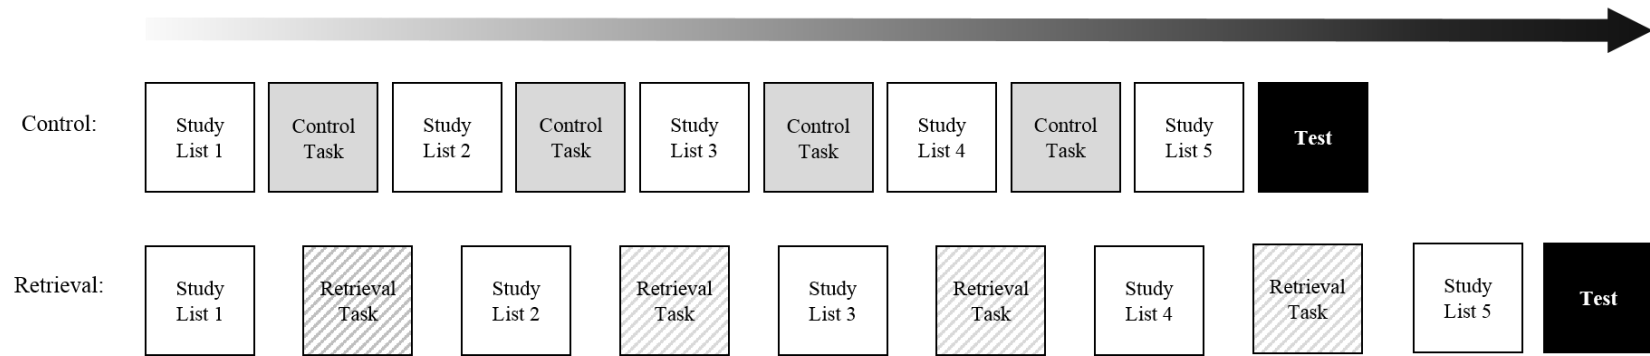 Control:
Study
List 1
Control
Task
Study
List 2
Control
Task
Study
List 3
Control
Task
Study
List 4
Control
Task
Study
List 5
Test
Retrieval:
Study
List 1
Retrieval
Task
Study
List 2
Retrieval
Task
Study
List 3
Retrieval
Task
Study
List 4
Retrieval
Task
Study
List 5
Test